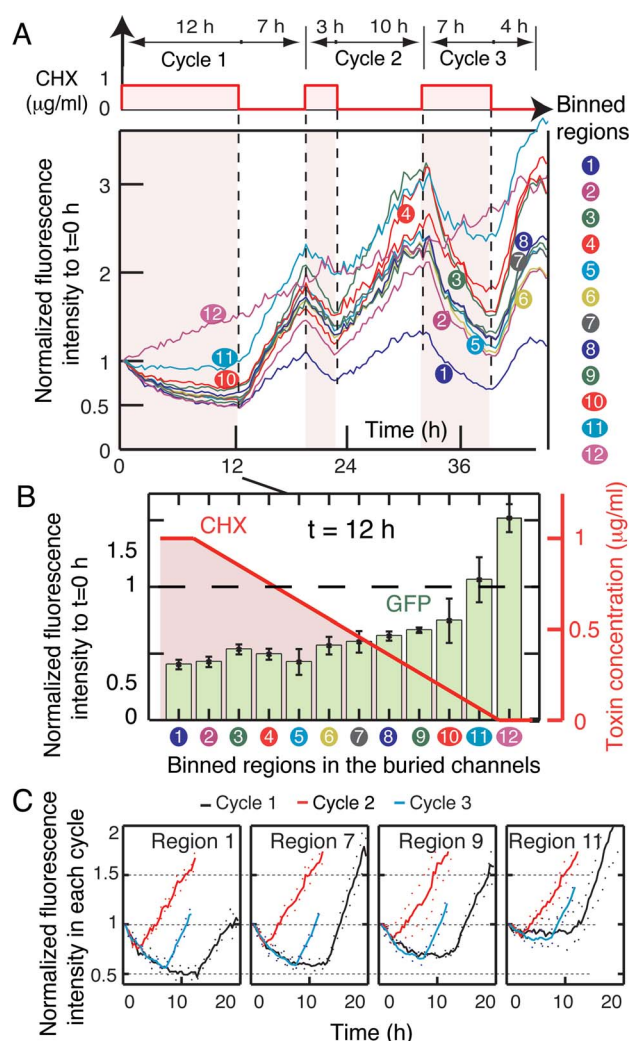 A
12 h 7 h 3 h 10 h 7 h 4 h
Cycle 1 Cycle 2 Cycle 3
CHX
(μg/ml)
1
0
Binned
regions
Normalized fluorescence
intensity to t=0 h
3
2
1
0.5
0
12
11
10
4
3
2
5
1
8
7
6
Time (h)
0 12 24 36
1
2
3
4
5
6
7
8
9
10
11
12
B
Normalized fluorescence
intensity to t=0 h
1.5
1
0.5
0
CHX
t = 12 h
GFP
1
0.5
0
Toxin concentration (μg/ml)
1 2 3 4 5 6 7 8 9 10 11 12
Binned regions in the buried channels
C
Cycle 1 Cycle 2 Cycle 3
Normalized fluorescence
intensity in each cycle
2
1.5
1
0.5
Region 1 Region 7 Region 9 Region 11
0 10 20 0 10 20 0 10 20 0 10 20
Time (h)